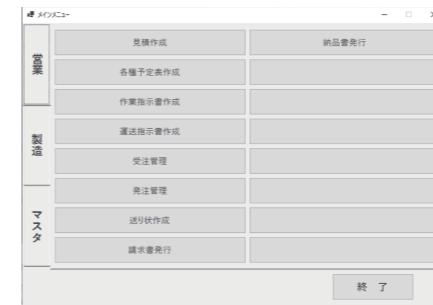 メインメニュー
営業
製造
マスタ
見積作成
各種予定表作成
作業指示書作成
運送指示書作成
受注管理
発注管理
送り状作成
請求書発行
納品書発行
終 了